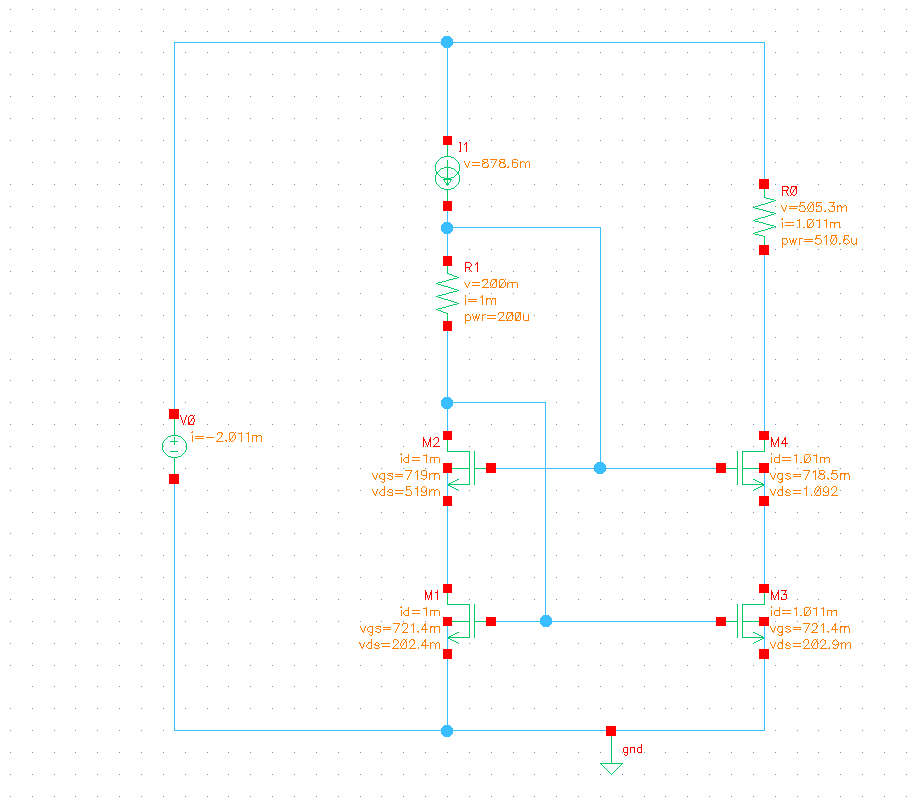 I1
v=878.6m
R0
v=505.3m
i=1.011m
pwr=510.6u
R1
v=200m
i=1m
pwr=200u
V0
i=-2.011m
M2
id=1m
vgs=719m
vds=519m
M4
id=1.01m
vgs=718.5m
vds=1.092
M1
id=1m
vgs=721.4m
vds=202.4m
M3
id=1.011m
vgs=721.4m
vds=202.9m
gnd